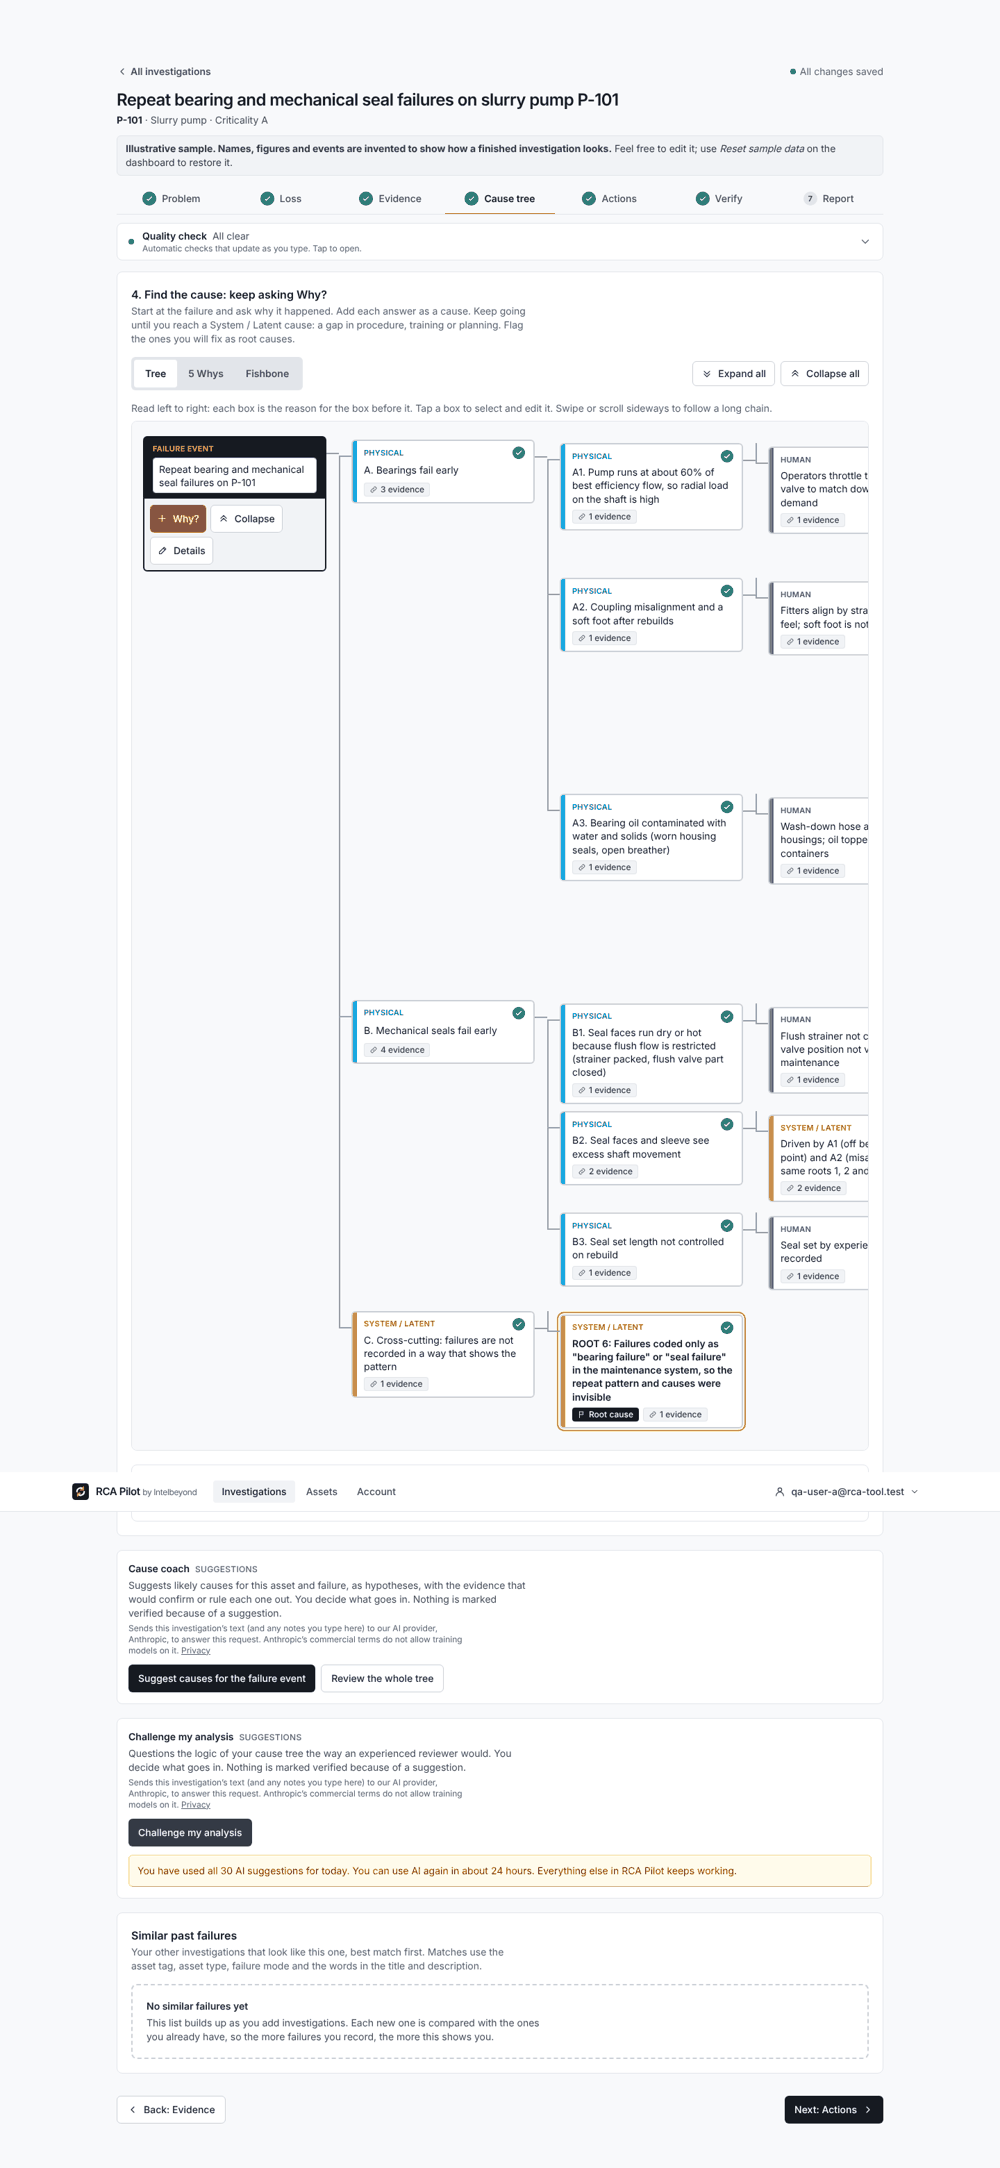 All investigations
All changes saved
Repeat bearing and mechanical seal failures on slurry pump P-101
P-101 · Slurry pump · Criticality A
Illustrative sample. Names, figures and events are invented to show how a finished investigation looks. Feel free to edit it; use Reset sample data on the
dashboard to restore it.
Problem
Loss
Evidence
Cause tree
Actions
Verify
7 Report
Quality check All clear
Automatic checks that update as you type. Tap to open.
4. Find the cause: keep asking Why?
Start at the failure and ask why it happened. Add each answer as a cause. Keep going
until you reach a System / Latent cause: a gap in procedure, training or planning. Flag
the ones you will fix as root causes.
Tree
5 Whys
Fishbone
Expand all
Collapse all
Read left to right: each box is the reason for the box before it. Tap a box to select and edit it. Swipe or scroll sideways to follow a long chain.
FAILURE EVENT
Repeat bearing and mechanical
seal failures on P-101
Why?
Collapse
Details
PHYSICAL
A. Bearings fail early
3 evidence
PHYSICAL
A1. Pump runs at about 60% of
best efficiency flow, so radial load
on the shaft is high
1 evidence
HUMAN
Operators throttle t
valve to match dow
demand
1 evidence
PHYSICAL
A2. Coupling misalignment and a
soft foot after rebuilds
1 evidence
HUMAN
Fitters align by stra
feel; soft foot is not
1 evidence
PHYSICAL
A3. Bearing oil contaminated with
water and solids (worn housing
seals, open breather)
1 evidence
HUMAN
Wash-down hose a
housings; oil toppe
containers
1 evidence
PHYSICAL
B. Mechanical seals fail early
4 evidence
PHYSICAL
B1. Seal faces run dry or hot
because flush flow is restricted
(strainer packed, flush valve part
closed)
1 evidence
HUMAN
Flush strainer not c
valve position not v
maintenance
1 evidence
PHYSICAL
B2. Seal faces and sleeve see
excess shaft movement
2 evidence
SYSTEM / LATENT
Driven by A1 (off be
point) and A2 (misa
same roots 1, 2 and
2 evidence
PHYSICAL
B3. Seal set length not controlled
on rebuild
1 evidence
HUMAN
Seal set by experie
recorded
1 evidence
SYSTEM / LATENT
C. Cross-cutting: failures are not
recorded in a way that shows the
pattern
1 evidence
SYSTEM / LATENT
ROOT 6: Failures coded only as
"bearing failure" or "seal failure"
in the maintenance system, so the
repeat pattern and causes were
invisible
Root cause
1 evidence
RCA Pilot by Intelbeyond
Investigations
Assets
Account
qa-user-a@rca-tool.test
Cause coach SUGGESTIONS
Suggests likely causes for this asset and failure, as hypotheses, with the evidence that
would confirm or rule each one out. You decide what goes in. Nothing is marked
verified because of a suggestion.
Sends this investigation's text (and any notes you type here) to our AI provider,
Anthropic, to answer this request. Anthropic's commercial terms do not allow training
models on it. Privacy
Suggest causes for the failure event
Review the whole tree
Challenge my analysis SUGGESTIONS
Questions the logic of your cause tree the way an experienced reviewer would. You
decide what goes in. Nothing is marked verified because of a suggestion.
Sends this investigation's text (and any notes you type here) to our AI provider,
Anthropic, to answer this request. Anthropic's commercial terms do not allow training
models on it. Privacy
Challenge my analysis
You have used all 30 AI suggestions for today. You can use AI again in about 24 hours. Everything else in RCA Pilot keeps working.
Similar past failures
Your other investigations that look like this one, best match first. Matches use the
asset tag, asset type, failure mode and the words in the title and description.
No similar failures yet
This list builds up as you add investigations. Each new one is compared with the ones
you already have, so the more failures you record, the more this shows you.
Back: Evidence
Next: Actions